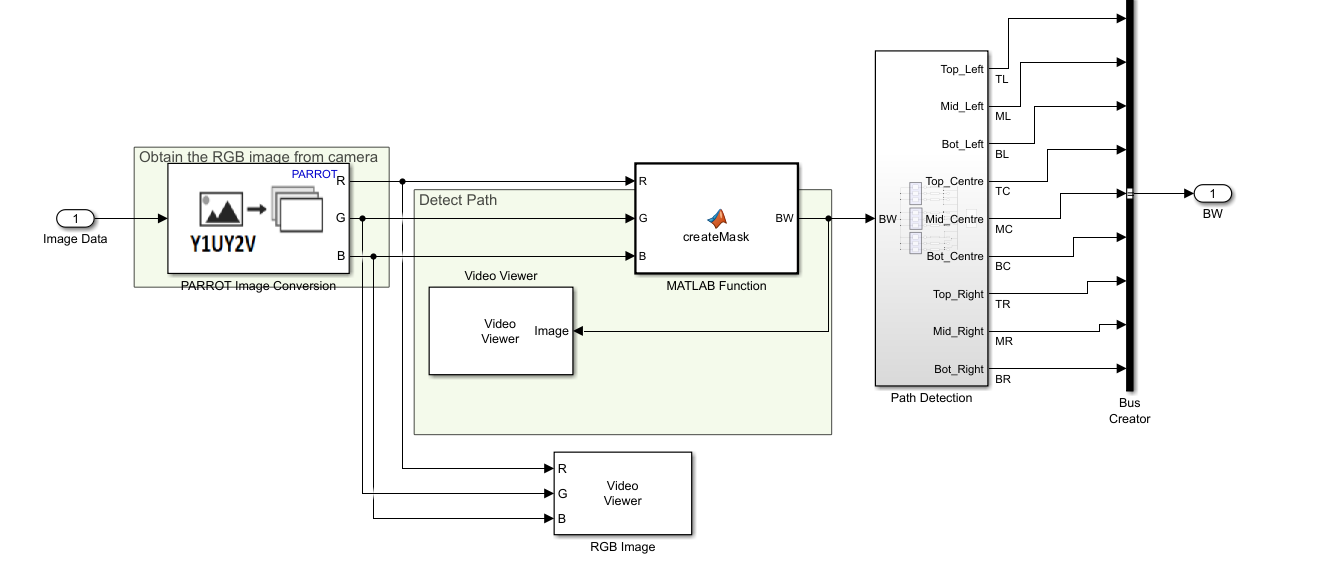 Obtain the RGB image from camera
1
Image Data
PARROT
Y1UY2V
R
G
B
PARROT Image Conversion
Detect Path
R
G
B
createMask
BW
MATLAB Function
Video Viewer
Video
Viewer
Image
R
G
B
Video
Viewer
RGB Image
BW
Top_Left
Mid_Left
Bot_Left
Top_Centre
Mid_Centre
Bot_Centre
Top_Right
Mid_Right
Bot_Right
Path Detection
TL
ML
BL
TC
MC
BC
TR
MR
BR
Bus
Creator
1
BW